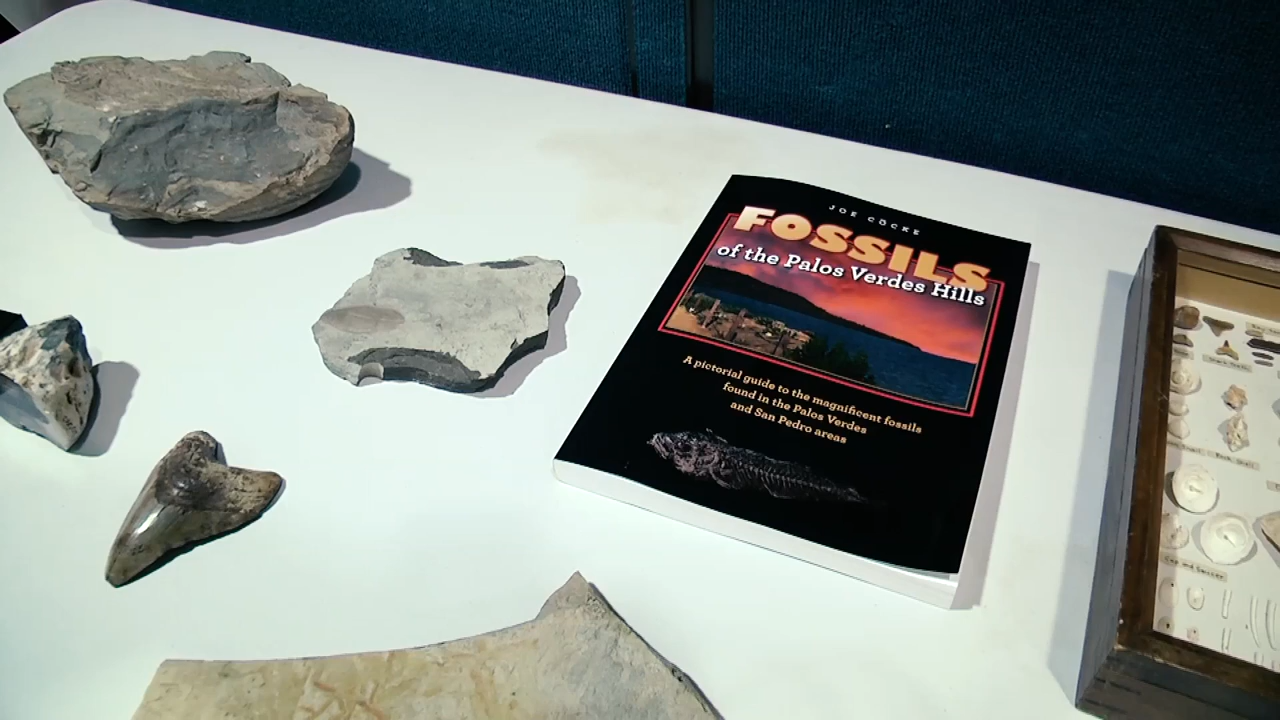 JOE COCKE
FOSSILS
of the Palos Verdes Hills
A pictorial guide to the magnificent fossils
found in the Palos Verdes
and San Pedro areas